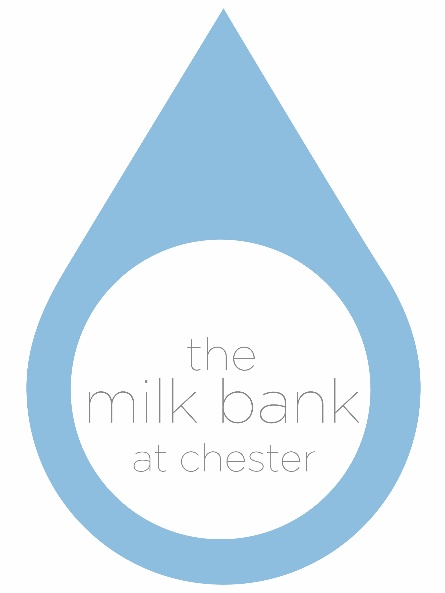 the
milk bank
at chester